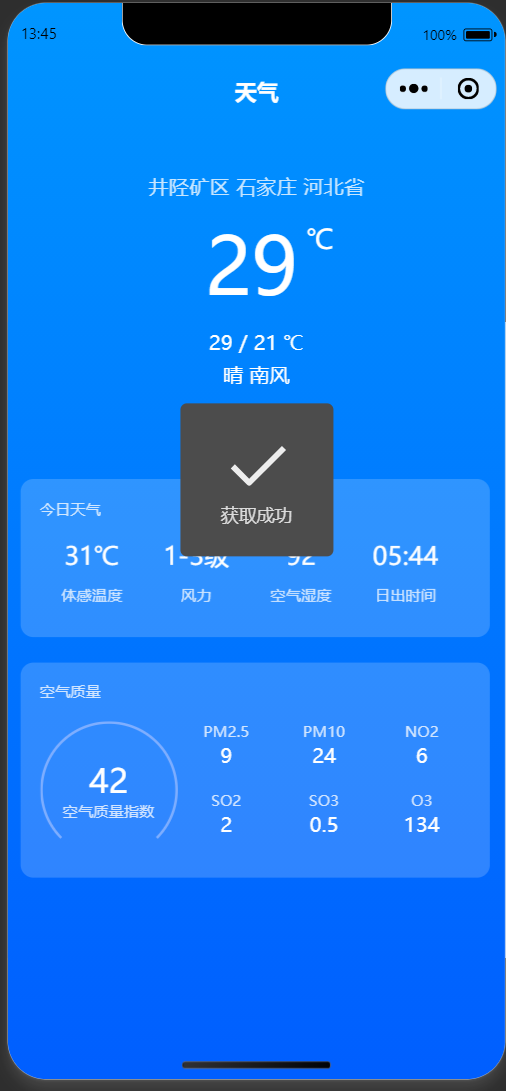 13:45
100%
天气
井陉矿区 石家庄 河北省
29 ℃
29 / 21 ℃
晴 南风
获取成功
今日天气
31℃ 1-3级 92 05:44
体感温度 风力 空气湿度 日出时间
空气质量
42
空气质量指数
PM2.5 PM10 NO2
9 24 6
SO2 SO3 O3
2 0.5 134